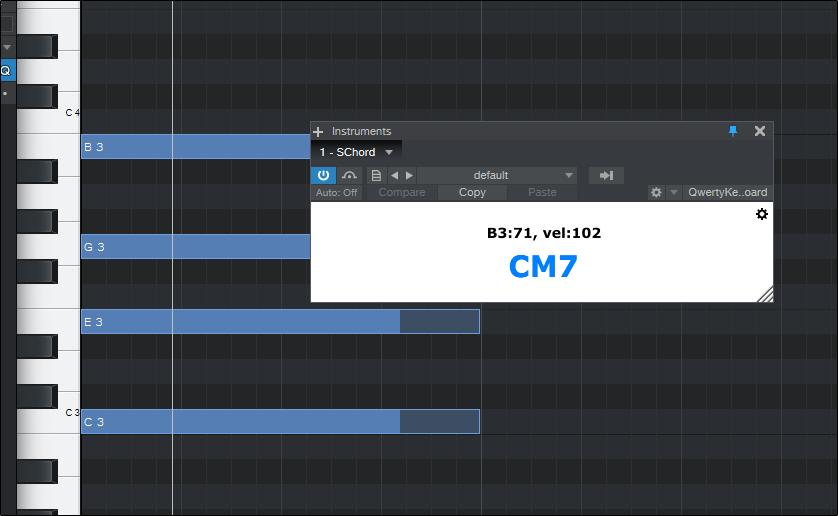 Q
C 4
B 3
Instruments
1 - SChord
default
Auto: Off Compare Copy Paste QwertyKe..oard
B3:71, vel:102
CM7
G 3
E 3
C 3
C 3